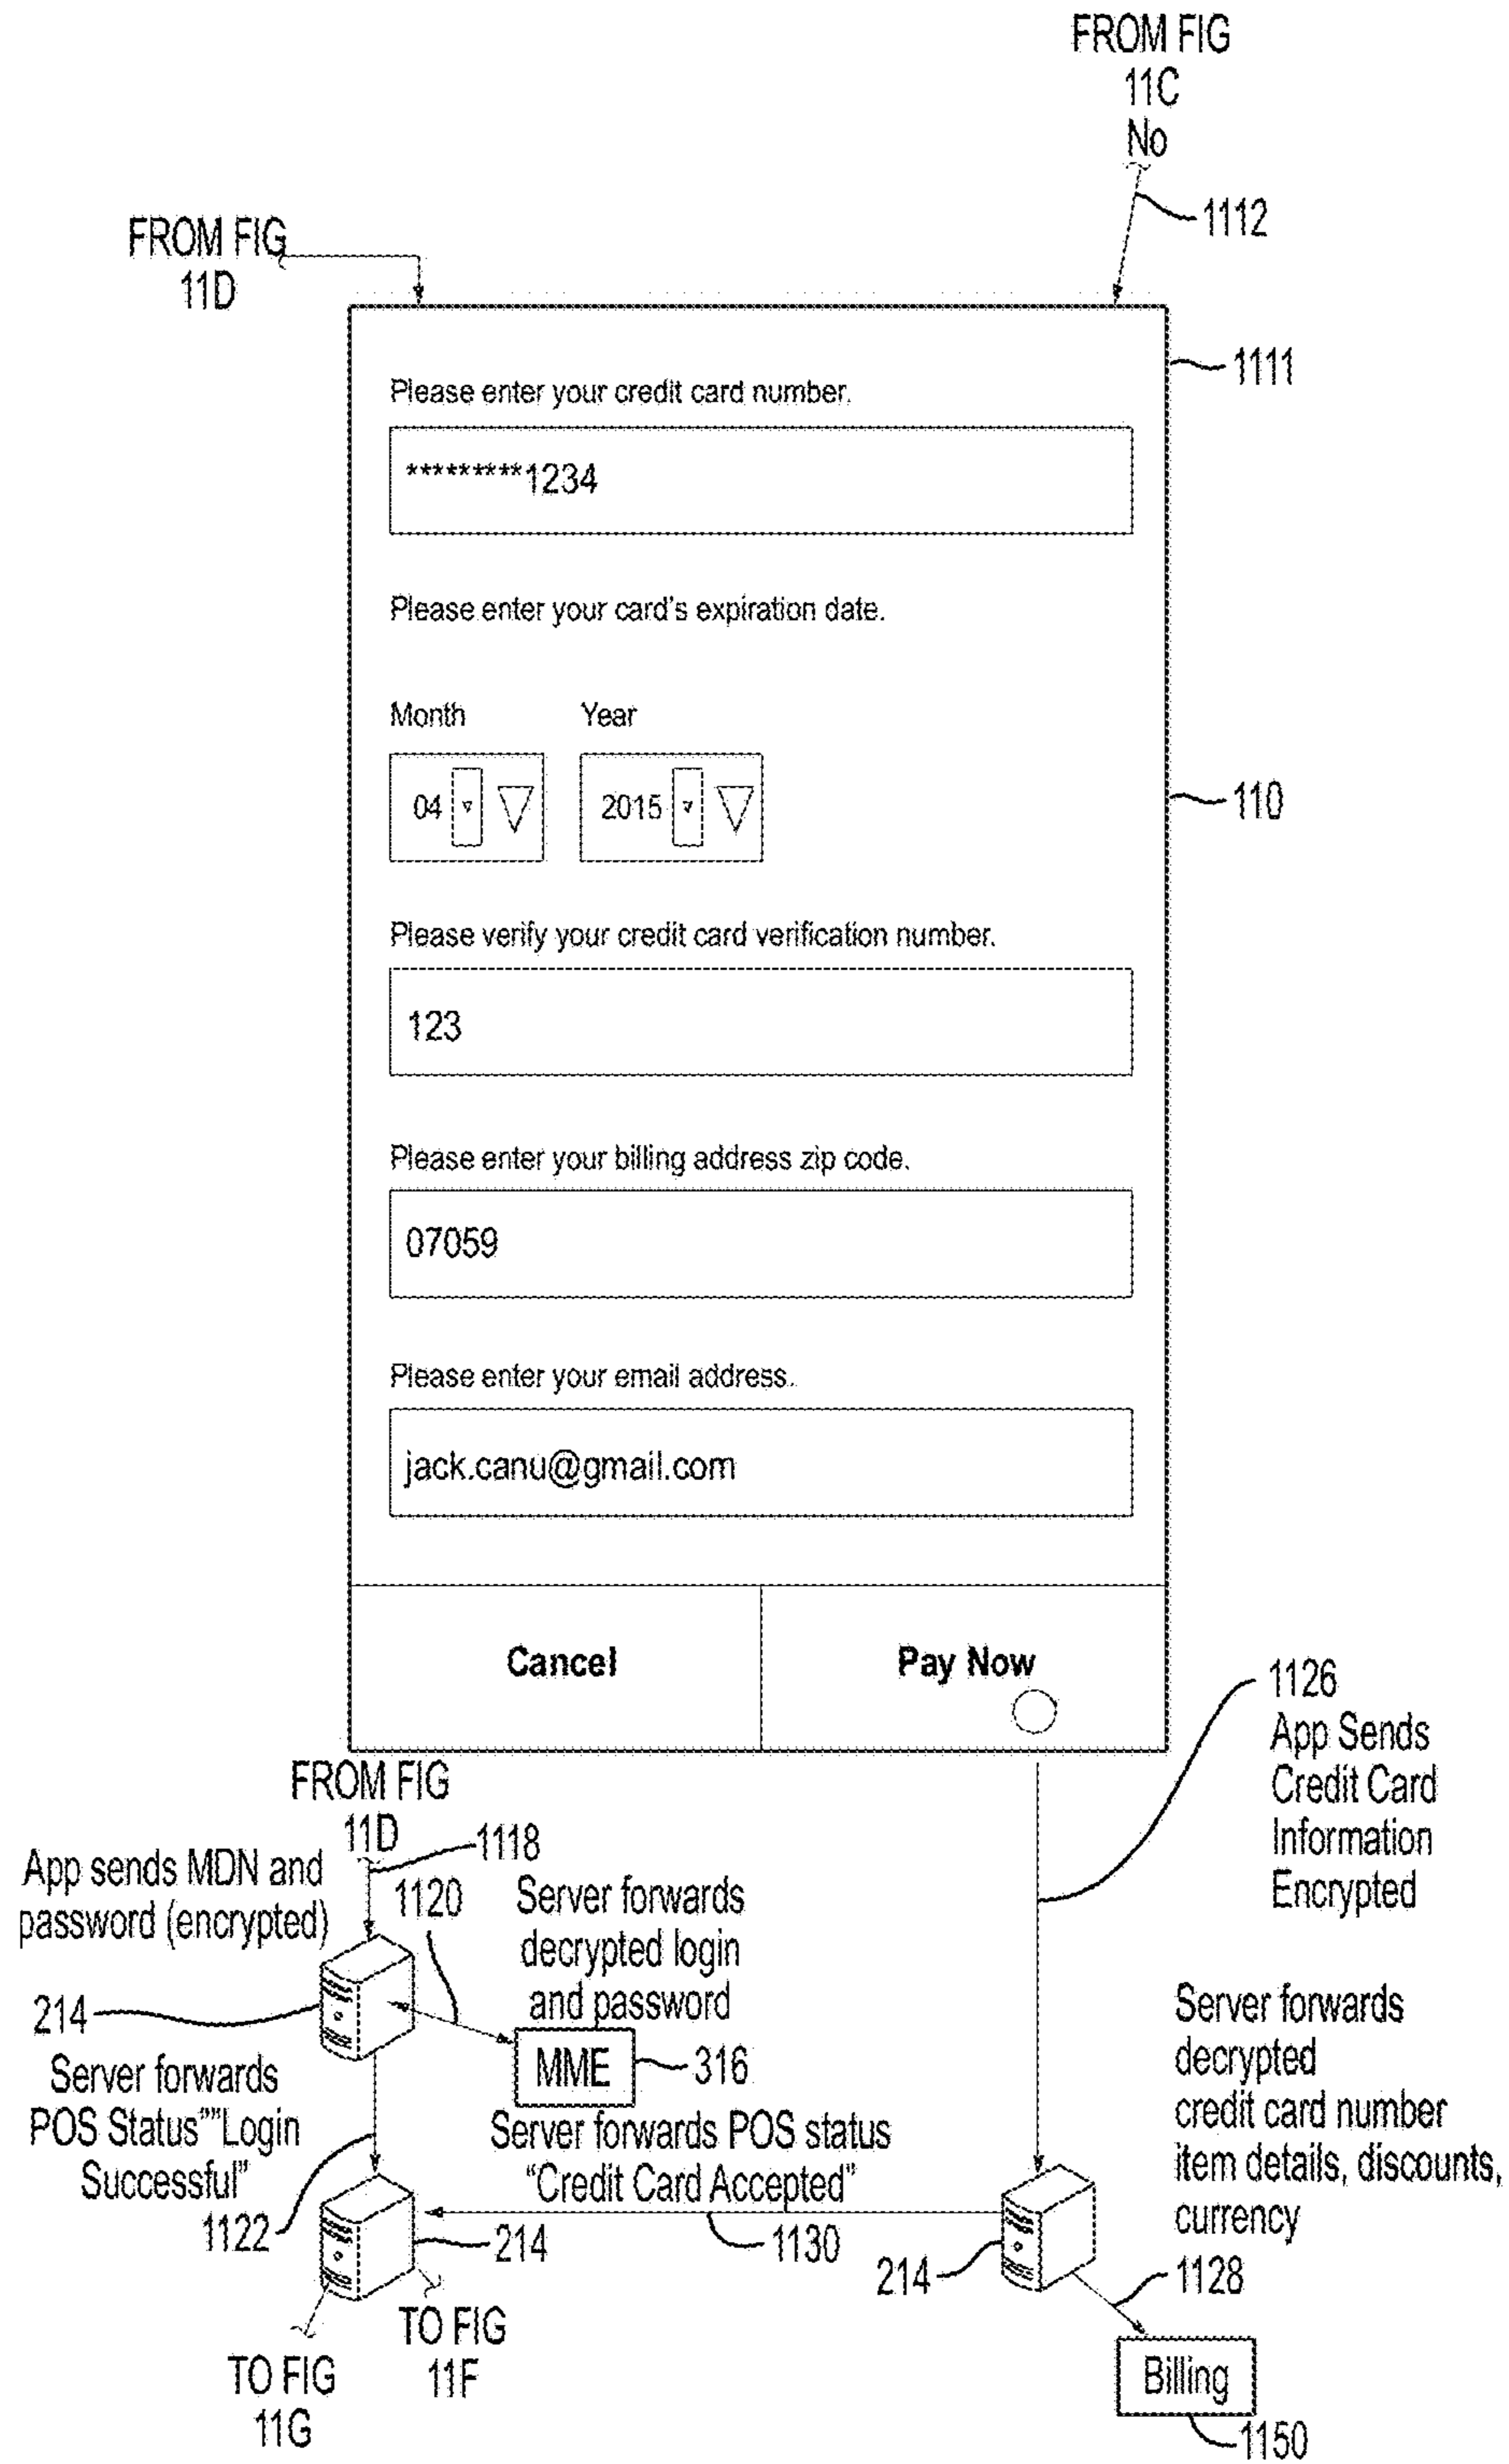 FROM FIG
11C
No
1112
FROM FIG
11D
1111
Please enter your credit card number.
*********1234
Please enter your card's expiration date.
110
Month Year
04 2015
Please verify your credit card verification number.
123
Please enter your billing address zip code.
07059
Please enter your email address.
jack.canu@gmail.com
Cancel Pay Now
1126
App Sends
Credit Card
Information
Encrypted
FROM FIG
11D
1118
App sends MDN and
password (encrypted)
1120
Server forwards
decrypted login
and password
214
MME
316
Server forwards
POS Status""Login
Successful"
1122
Server forwards POS status
"Credit Card Accepted"
1130
214
214
Server forwards
decrypted
credit card number
item details, discounts,
currency
1128
TO FIG
11F
TO FIG
11G
Billing
1150